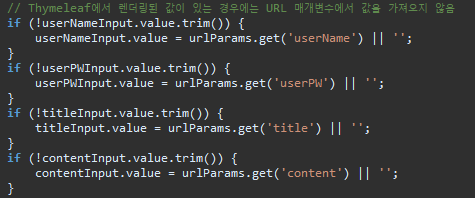 // Thymeleaf에서 렌더링된 값이 있는 경우에는 URL 매개변수에서 값을 가져오지 않음
if (!userNameInput.value.trim()) {
userNameInput.value = urlParams.get('userName') || '';
}
if (!userPWInput.value.trim()) {
userPWInput.value = urlParams.get('userPW') || '';
}
if (!titleInput.value.trim()) {
titleInput.value = urlParams.get('title') || '';
}
if (!contentInput.value.trim()) {
contentInput.value = urlParams.get('content') || '';
}